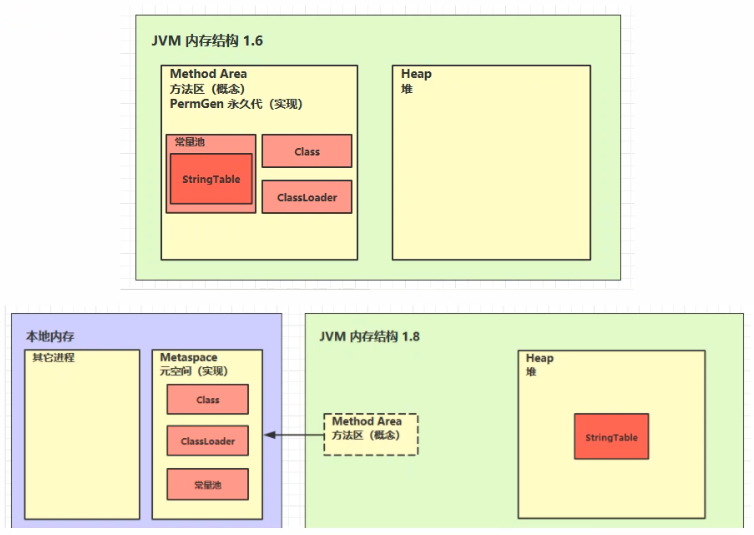 JVM 内存结构 1.6
Method Area
方法区（概念）
PermGen 永久代（实现）
Heap
堆
常量池
StringTable
Class
ClassLoader
本地内存
其它进程
Metaspace
元空间（实现）
Class
ClassLoader
常量池
JVM 内存结构 1.8
Method Area
方法区（概念）
Heap
堆
StringTable